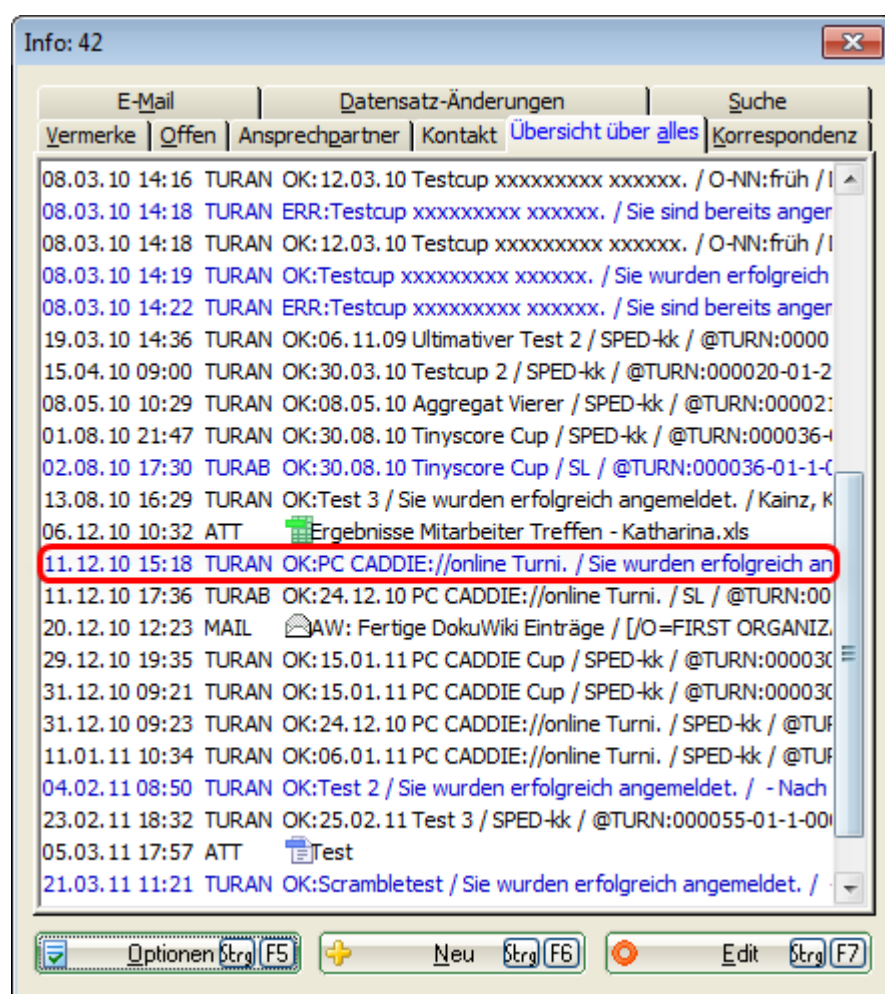 Info: 42
E-Mail Datensatz-Änderungen Suche
Vermerke Offen Ansprechpartner Kontakt Übersicht über alles Korrespondenz
08.03.10 14:16 TURAN OK:12.03.10 Testcup xxxxxxxxx xxxxxx. / O-NN:früh /
08.03.10 14:18 TURAN ERR:Testcup xxxxxxxxx xxxxxx. / Sie sind bereits anger
08.03.10 14:18 TURAN OK:12.03.10 Testcup xxxxxxxxx xxxxxx. / O-NN:früh /
08.03.10 14:19 TURAN OK:Testcup xxxxxxxxx xxxxxx. / Sie wurden erfolgreich
08.03.10 14:22 TURAN ERR:Testcup xxxxxxxxx xxxxxx. / Sie sind bereits anger
19.03.10 14:36 TURAN OK:06.11.09 Ultimativer Test 2 / SPED-kk / @TURN:0000
15.04.10 09:00 TURAN OK:30.03.10 Testcup 2 / SPED-kk / @TURN:000020-01-2
08.05.10 10:29 TURAN OK:08.05.10 Aggregat Vierer / SPED-kk / @TURN:000021
01.08.10 21:47 TURAN OK:30.08.10 Tinyscore Cup / SPED-kk / @TURN:000036-
02.08.10 17:30 TURAB OK:30.08.10 Tinyscore Cup / SL / @TURN:000036-01-1-0
13.08.10 16:29 TURAN OK:Test 3 / Sie wurden erfolgreich angemeldet. / Kainz, K
06.12.10 10:32 ATT Ergebnisse Mitarbeiter Treffen - Katharina.xls
11.12.10 15:18 TURAN OK:PC CADDIE://online Turni. / Sie wurden erfolgreich an
11.12.10 17:36 TURAB OK:24.12.10 PC CADDIE://online Turni. / SL / @TURN:00
20.12.10 12:23 MAIL AW: Fertige DokuWiki Einträge / [/O=FIRST ORGANIZA
29.12.10 19:35 TURAN OK:15.01.11 PC CADDIE Cup / SPED-kk / @TURN:000030
31.12.10 09:21 TURAN OK:15.01.11 PC CADDIE Cup / SPED-kk / @TURN:000030
31.12.10 09:23 TURAN OK:24.12.10 PC CADDIE://online Turni. / SPED-kk / @TUR
11.01.11 10:34 TURAN OK:06.01.11 PC CADDIE://online Turni. / SPED-kk / @TUR
04.02.11 08:50 TURAN OK:Test 2 / Sie wurden erfolgreich angemeldet. / - Nach
23.02.11 18:32 TURAN OK:25.02.11 Test 3 / SPED-kk / @TURN:000055-01-1-00
05.03.11 17:57 ATT Test
21.03.11 11:21 TURAN OK:Scrambletest / Sie wurden erfolgreich angemeldet. /
Optionen Strg F5 Neu Strg F6 Edit Strg F7